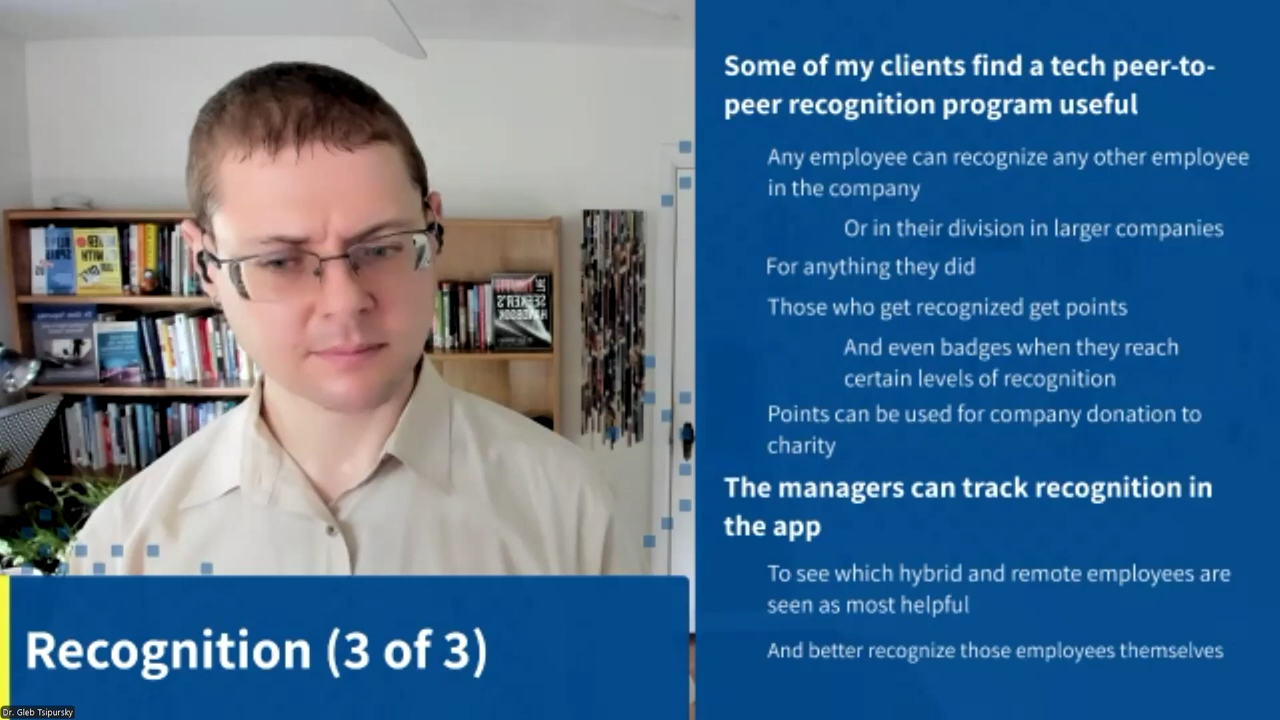 Some of my clients find a tech peer-to-
peer recognition program useful
Any employee can recognize any other employee
in the company
Or in their division in larger companies
For anything they did
Those who get recognized get points
And even badges when they reach
certain levels of recognition
Points can be used for company donation to
charity
The managers can track recognition in
the app
To see which hybrid and remote employees are
seen as most helpful
And better recognize those employees themselves
SEEKER'S
HANDBOOK
Recognition (3 of 3)
Dr. Gleb Tsipursky